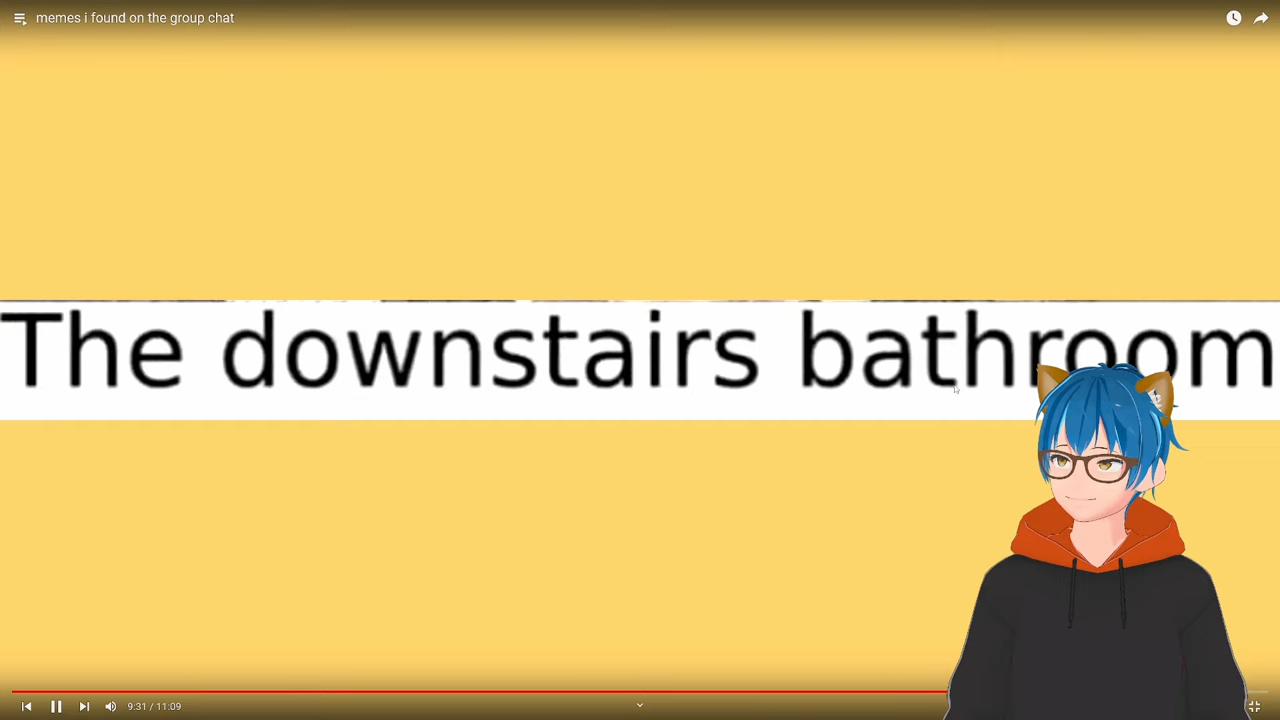 memes i found on the group chat
The downstairs bathroom
9:31 / 11:09